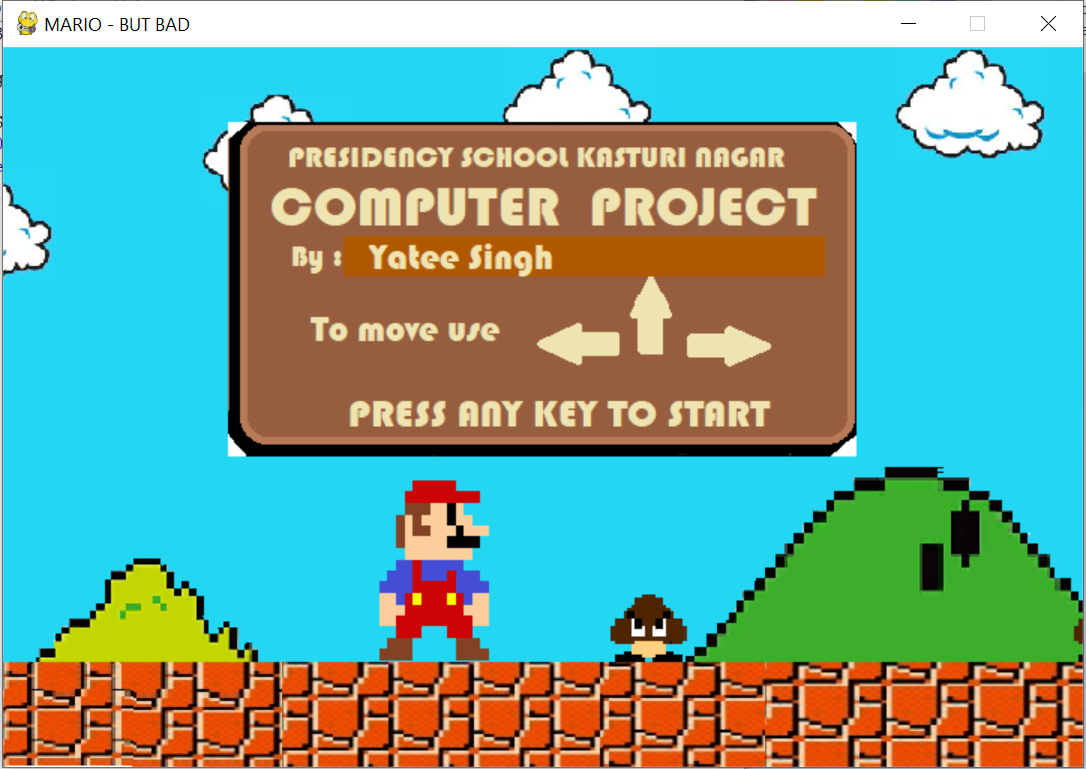 MARIO - BUT BAD
PRESIDENCY SCHOOL KASTURI NAGAR
COMPUTER PROJECT
By : Yatee Singh
To move use
PRESS ANY KEY TO START